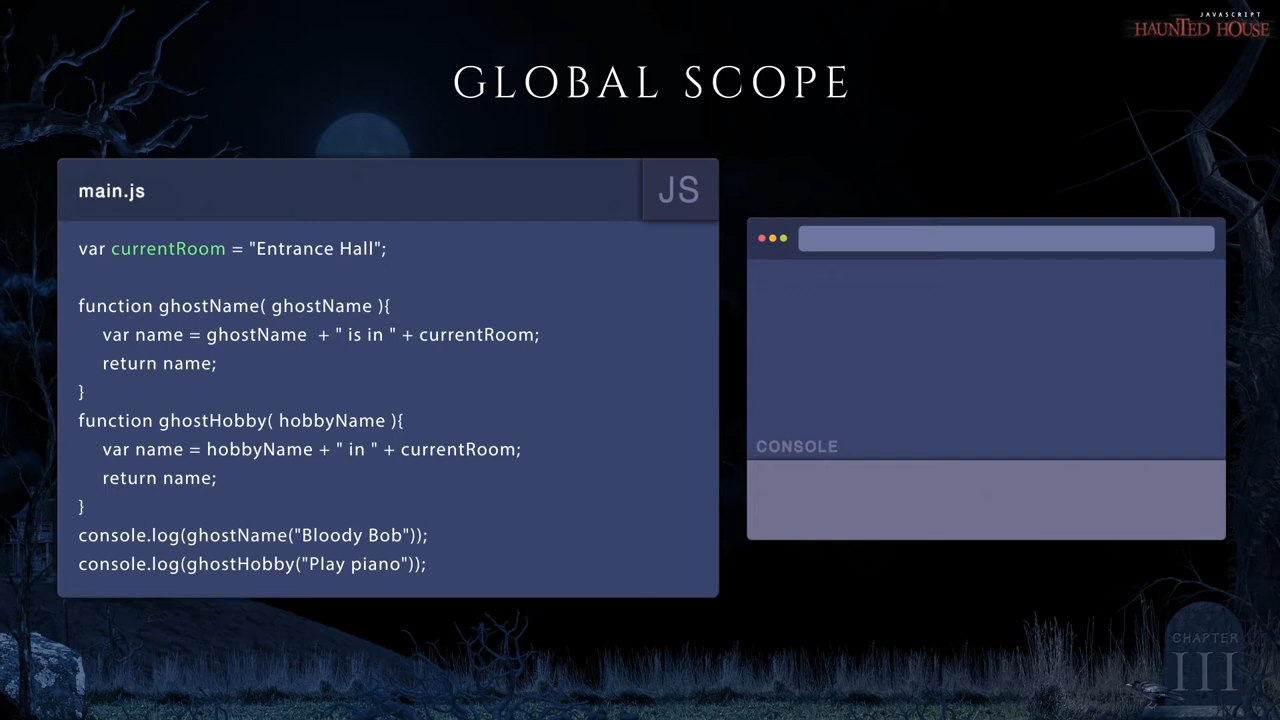 JAVASCRIPT
HAUNTED HOUSE
GLOBAL SCOPE
main.js
JS
var currentRoom = "Entrance Hall";
function ghostName( ghostName ){
var name = ghostName  + " is in " + currentRoom;
return name;
}
function ghostHobby( hobbyName ){
var name = hobbyName + " in " + currentRoom;
return name;
}
console.log(ghostName("Bloody Bob"));
console.log(ghostHobby("Play piano"));
CONSOLE
CHAPTER
III